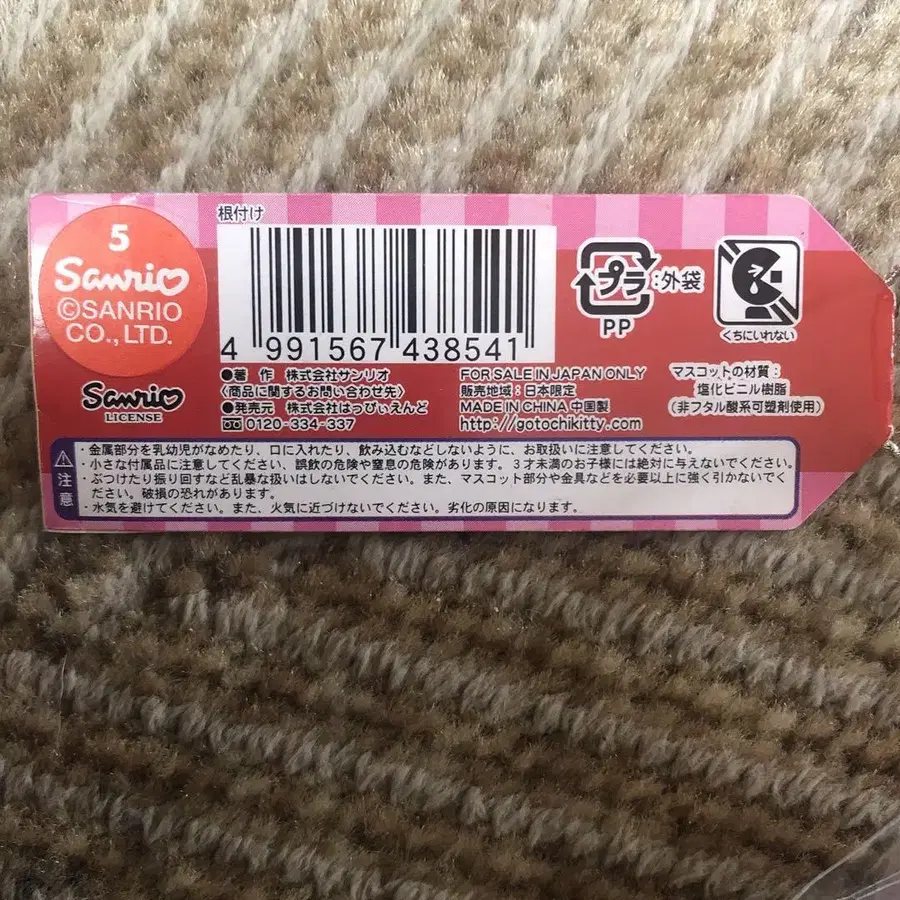 5
Sanrio
©SANRIO
CO., LTD.
Sanrio
LICENSE
根付け
4 991567 438541
●著　作　株式会社サンリオ
〈商品に関するお問い合わせ先〉
●発売元　株式会社はっぴぃえんど
0120-334-337
FOR SALE IN JAPAN ONLY
販売地域：日本限定
MADE IN CHINA 中国製
http://gotochikitty.com
プラ：外袋
PP
くちにいれない
マスコットの材質：
塩化ビニル樹脂
（非フタル酸系可塑剤使用）
注意
・金属部分を乳幼児がなめたり、口に入れたり、飲み込むなどしないように、お取扱いに注意してください。
・小さな付属品に注意してください、誤飲の危険や窒息の危険があります。３才未満のお子様には絶対に与えないでください。
・ぶつけたり振り回すなど乱暴な扱いはしないでください。また、マスコット部分や金具などを必要以上に強く引かないでく
ださい。破損の恐れがあります。
・水気を避けてください。また、火気に近づけないでください。劣化の原因になります。